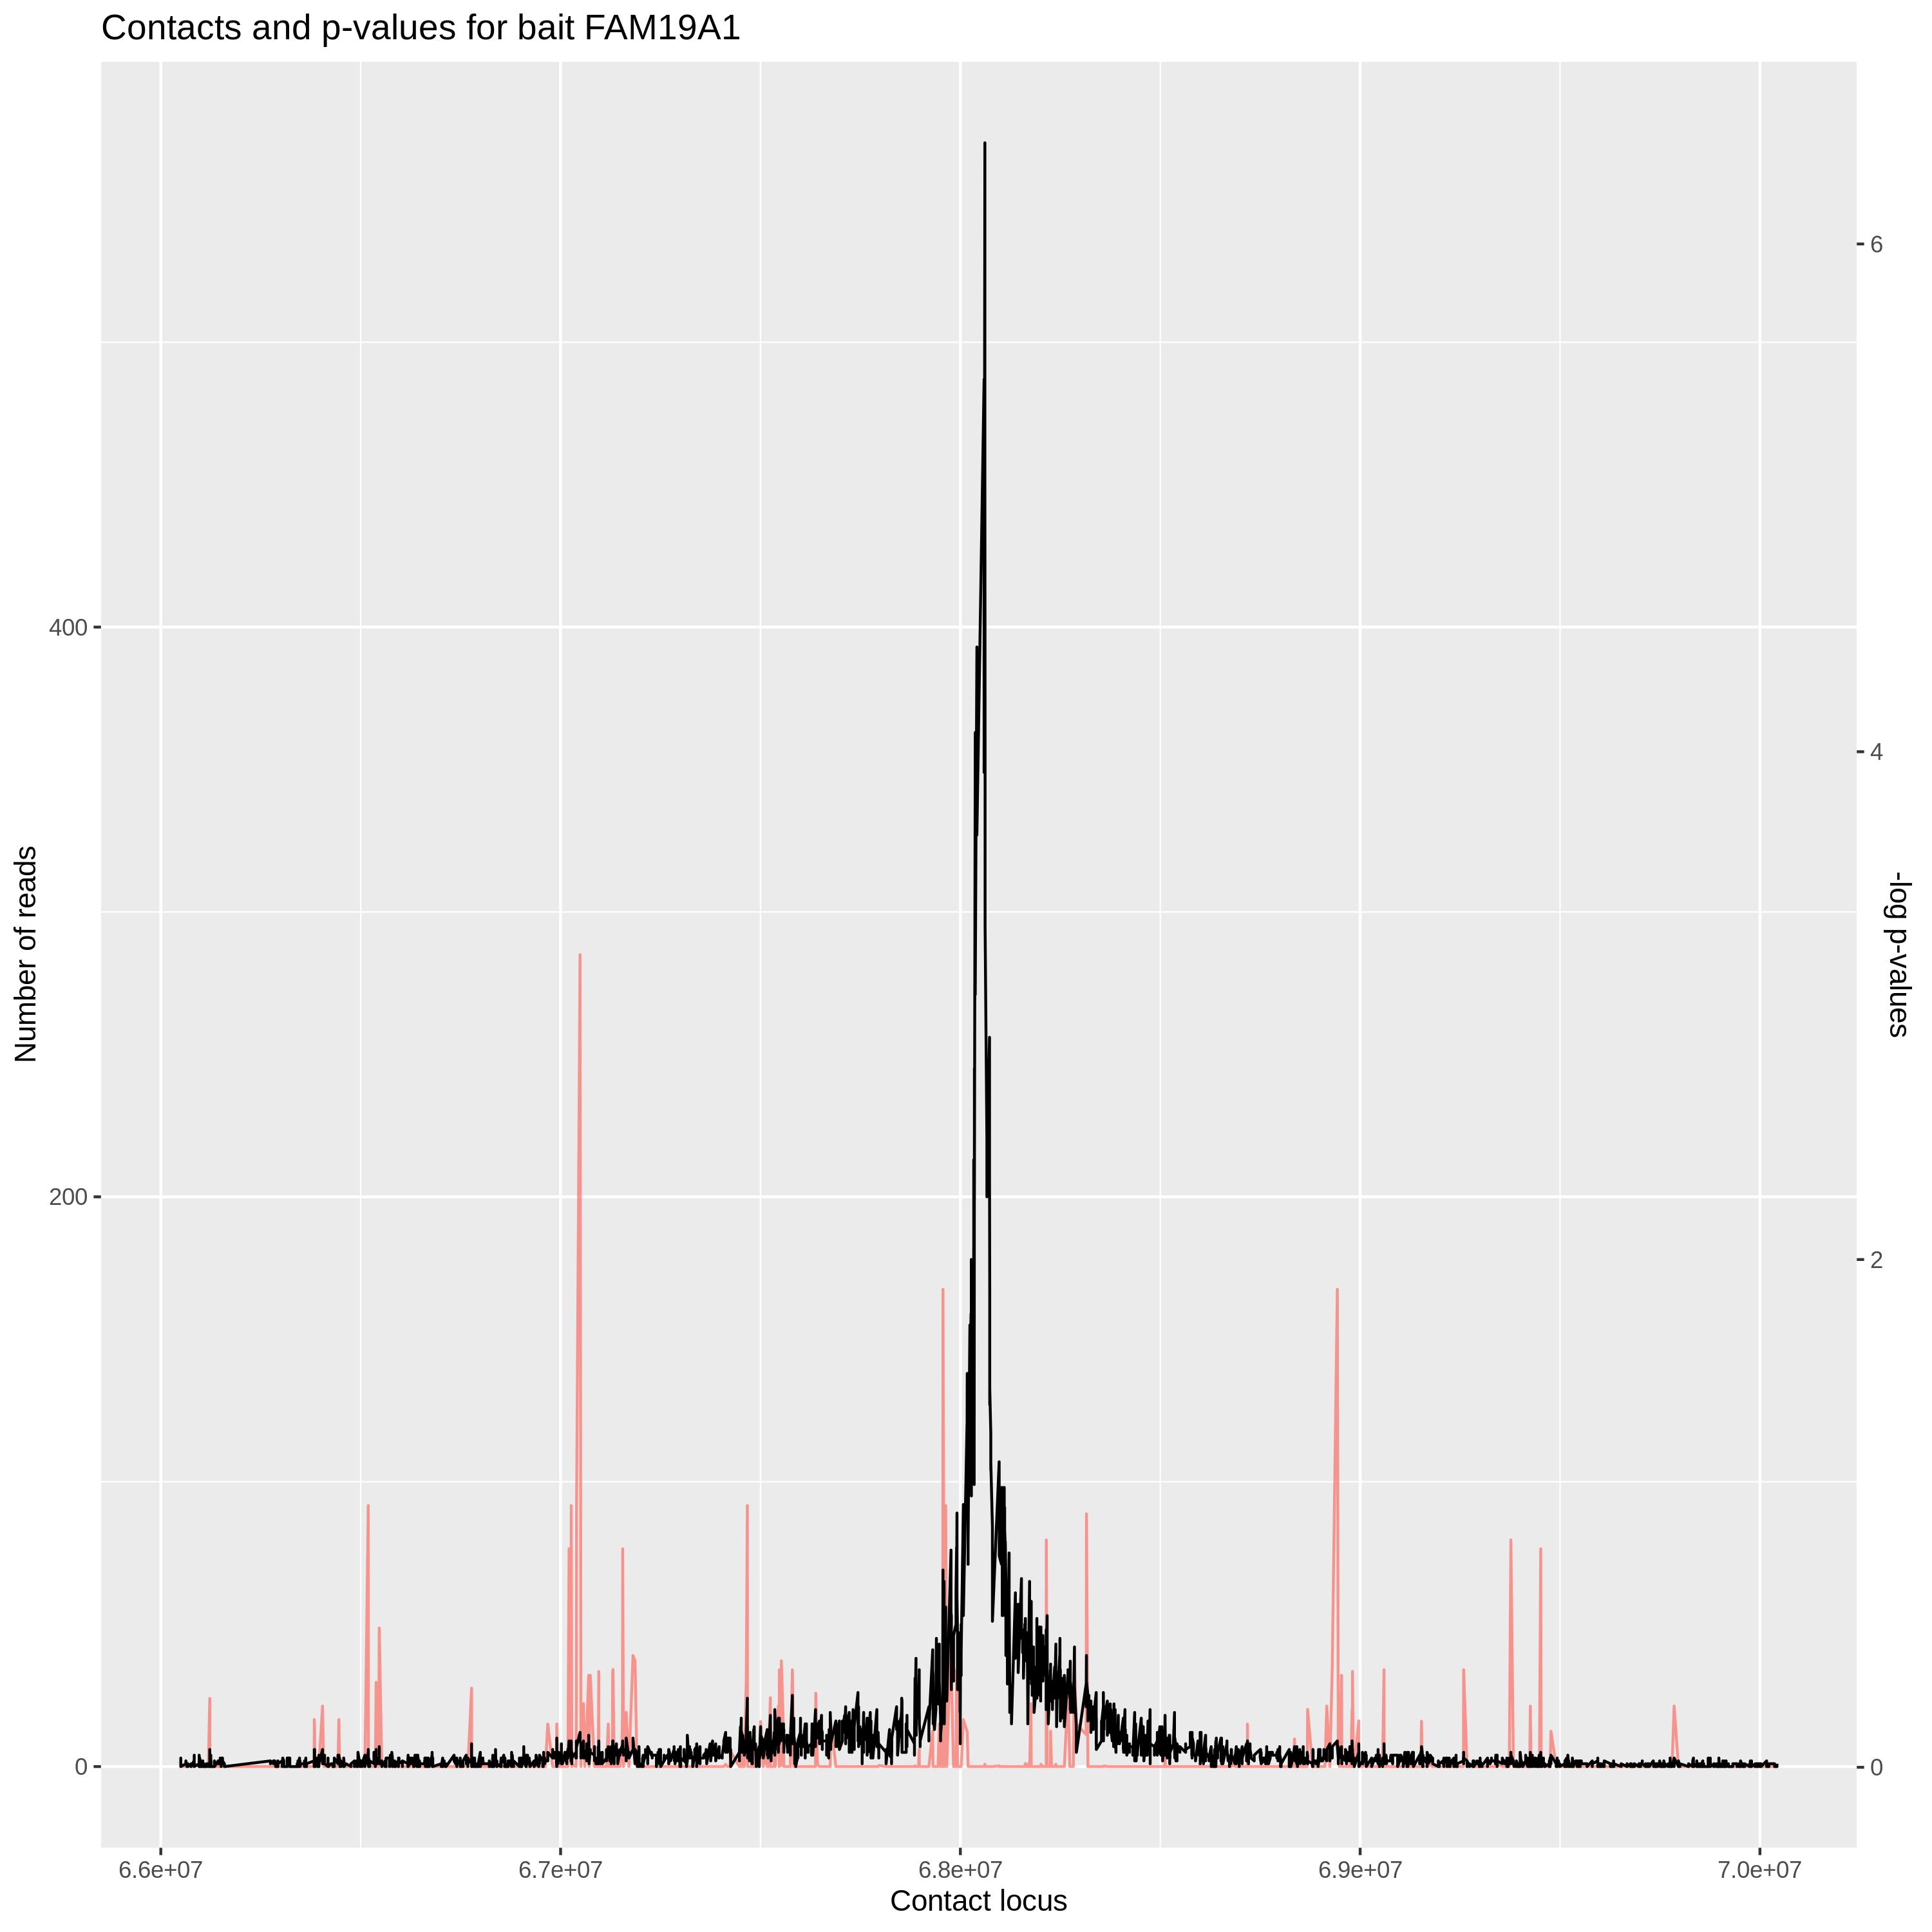 Contacts and p-values for bait FAM19A1
Number of reads
400
200
0
6
4
2
0
-log p-values
6.6e+07
6.7e+07
6.8e+07
6.9e+07
7.0e+07
Contact locus